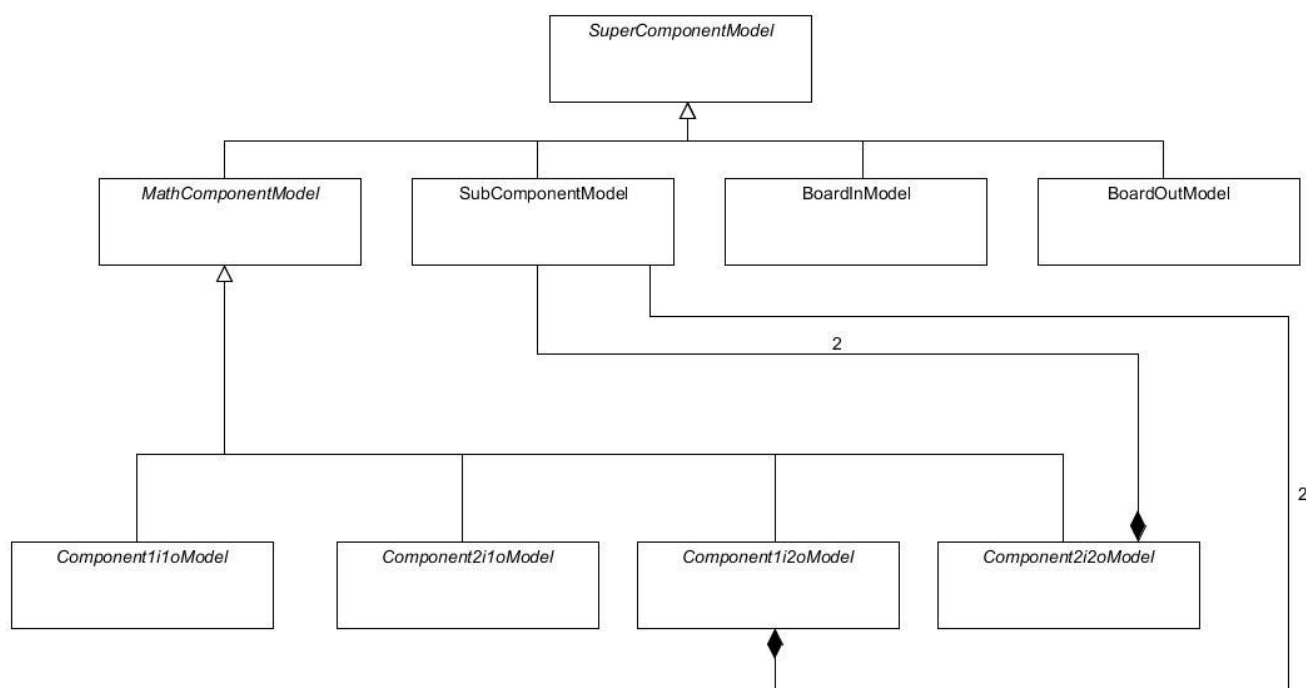 SuperComponentModel
MathComponentModel
SubComponentModel
BoardInModel
BoardOutModel
2
2
Component1i1oModel
Component2i1oModel
Component1i2oModel
Component2i2oModel